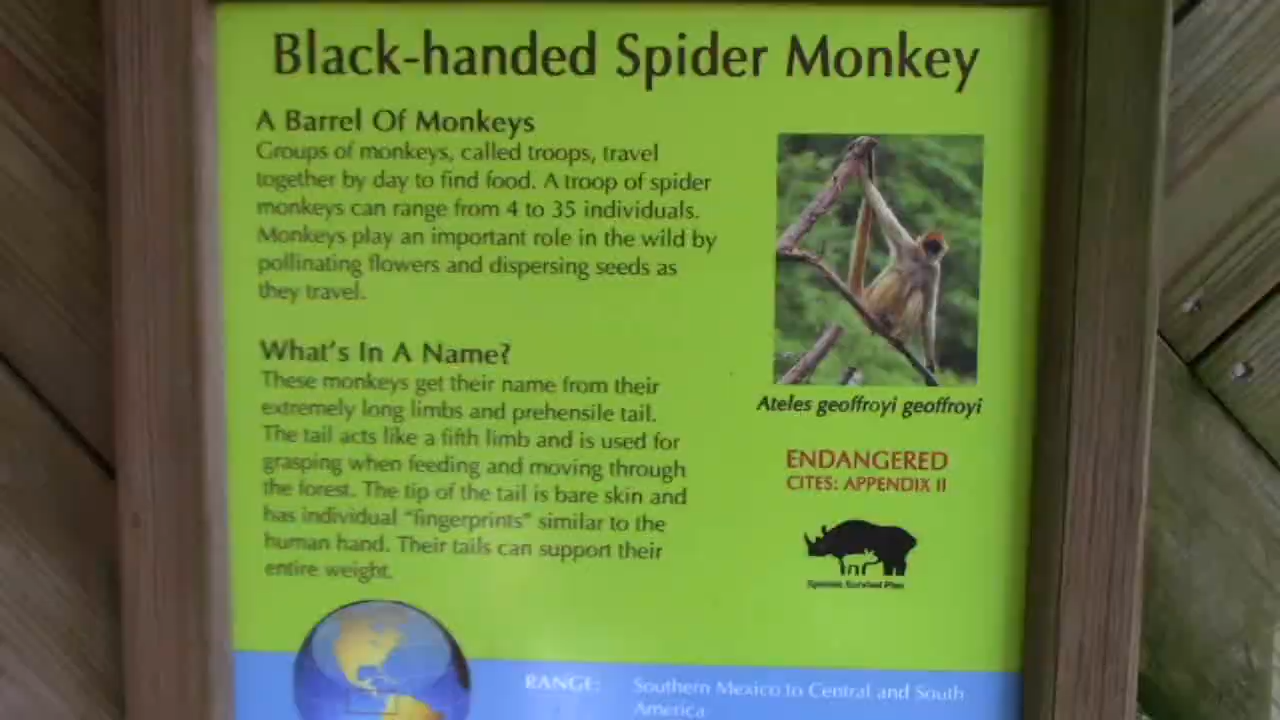 Black-handed Spider Monkey
A Barrel Of Monkeys
Groups of monkeys, called troops, travel
together by day to find food. A troop of spider
monkeys can range from 4 to 35 individuals.
Monkeys play an important role in the wild by
pollinating flowers and dispersing seeds as
they travel.
What's In A Name?
These monkeys get their name from their
extremely long limbs and prehensile tail.
The tail acts like a fifth limb and is used for
grasping when feeding and moving through
the forest. The tip of the tail is bare skin and
has individual "fingerprints" similar to the
human hand. Their tails can support their
entire weight.
Ateles geoffroyi geoffroyi
ENDANGERED
CITES: APPENDIX II
Species Survival Plan
RANGE: Southern Mexico to Central and South
America